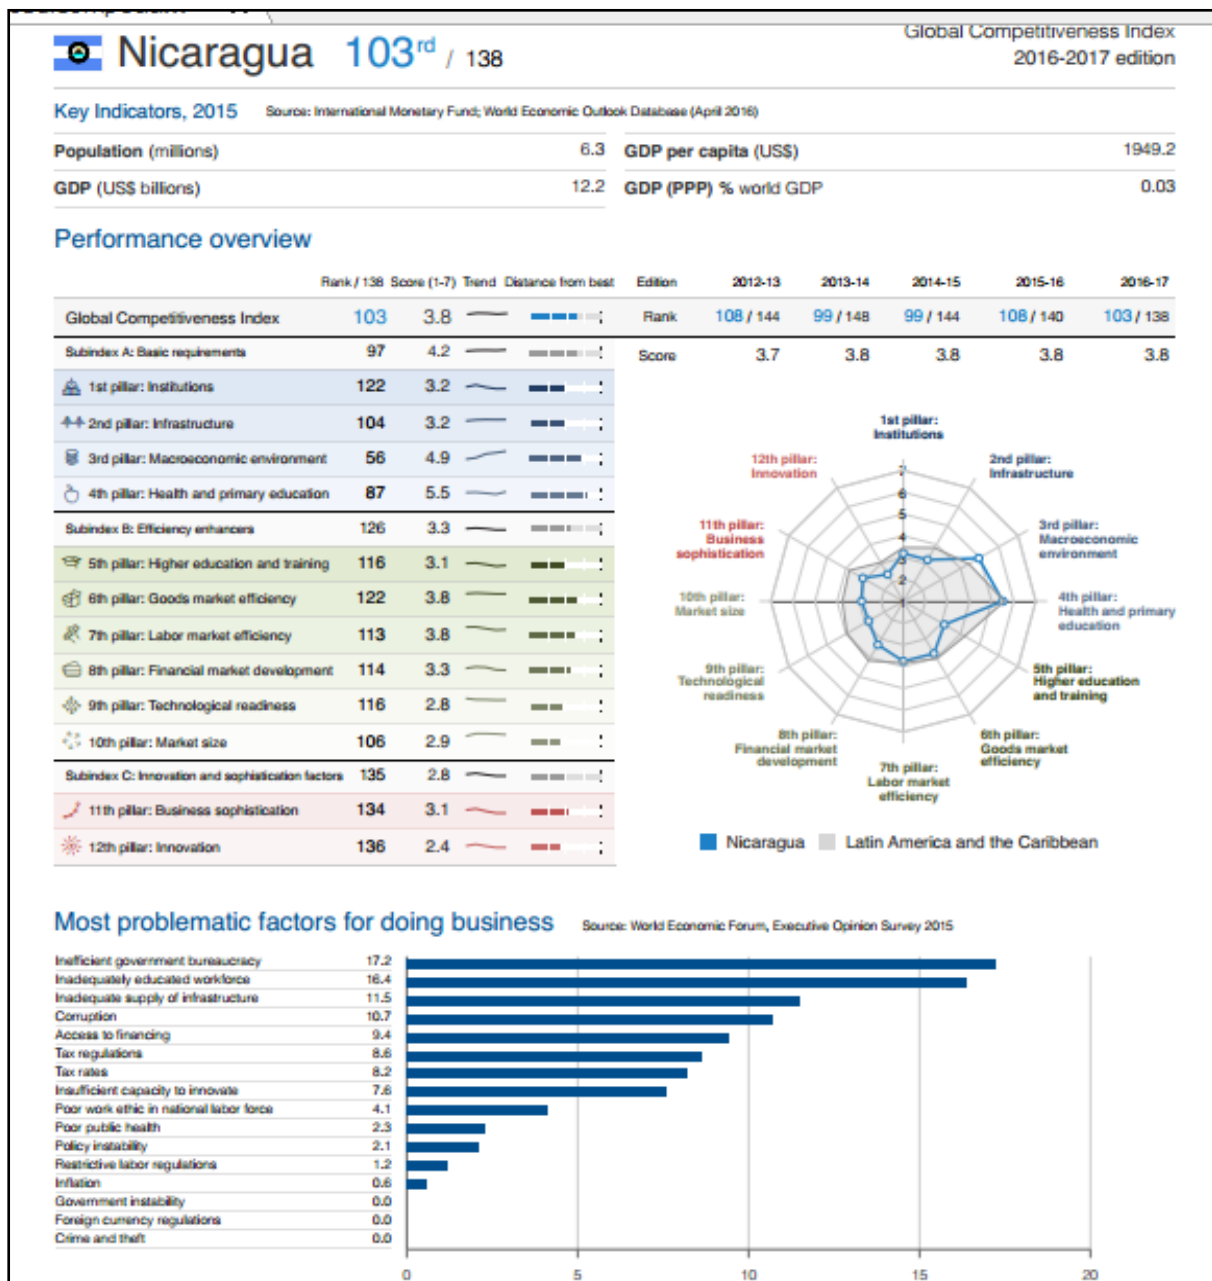 Nicaragua 103rd / 138
Global Competitiveness Index
2016-2017 edition
Key Indicators, 2015 Source: International Monetary Fund; World Economic Outlook Database (April 2016)
Population (millions) 6.3 GDP per capita (US$) 1949.2
GDP (US$ billions) 12.2 GDP (PPP) % world GDP 0.03
Performance overview
Rank / 138 Score (1-7) Trend Distance from best Edition 2012-13 2013-14 2014-15 2015-16 2016-17
Global Competitiveness Index 103 3.8 Rank 108 / 144 99 / 148 99 / 144 108 / 140 103 / 138
Subindex A: Basic requirements 97 4.2 Score 3.7 3.8 3.8 3.8 3.8
1st pillar: Institutions 122 3.2
2nd pillar: Infrastructure 104 3.2
3rd pillar: Macroeconomic environment 56 4.9
4th pillar: Health and primary education 87 5.5
Subindex B: Efficiency enhancers 126 3.3
5th pillar: Higher education and training 116 3.1
6th pillar: Goods market efficiency 122 3.8
7th pillar: Labor market efficiency 113 3.8
8th pillar: Financial market development 114 3.3
9th pillar: Technological readiness 116 2.8
10th pillar: Market size 106 2.9
Subindex C: Innovation and sophistication factors 135 2.8
11th pillar: Business sophistication 134 3.1
12th pillar: Innovation 136 2.4
1st pillar:
Institutions
2nd pillar:
Infrastructure
3rd pillar:
Macroeconomic
environment
4th pillar:
Health and primary
education
5th pillar:
Higher education
and training
6th pillar:
Goods market
efficiency
7th pillar:
Labor market
efficiency
8th pillar:
Financial market
development
9th pillar:
Technological
readiness
10th pillar:
Market size
11th pillar:
Business
sophistication
12th pillar:
Innovation
7
6
5
4
3
2
1
Nicaragua Latin America and the Caribbean
Most problematic factors for doing business Source: World Economic Forum, Executive Opinion Survey 2015
Inefficient government bureaucracy 17.2
Inadequately educated workforce 16.4
Inadequate supply of infrastructure 11.5
Corruption 10.7
Access to financing 9.4
Tax regulations 8.6
Tax rates 8.2
Insufficient capacity to innovate 7.6
Poor work ethic in national labor force 4.1
Poor public health 2.3
Policy instability 2.1
Restrictive labor regulations 1.2
Inflation 0.6
Government instability 0.0
Foreign currency regulations 0.0
Crime and theft 0.0
0 5 10 15 20